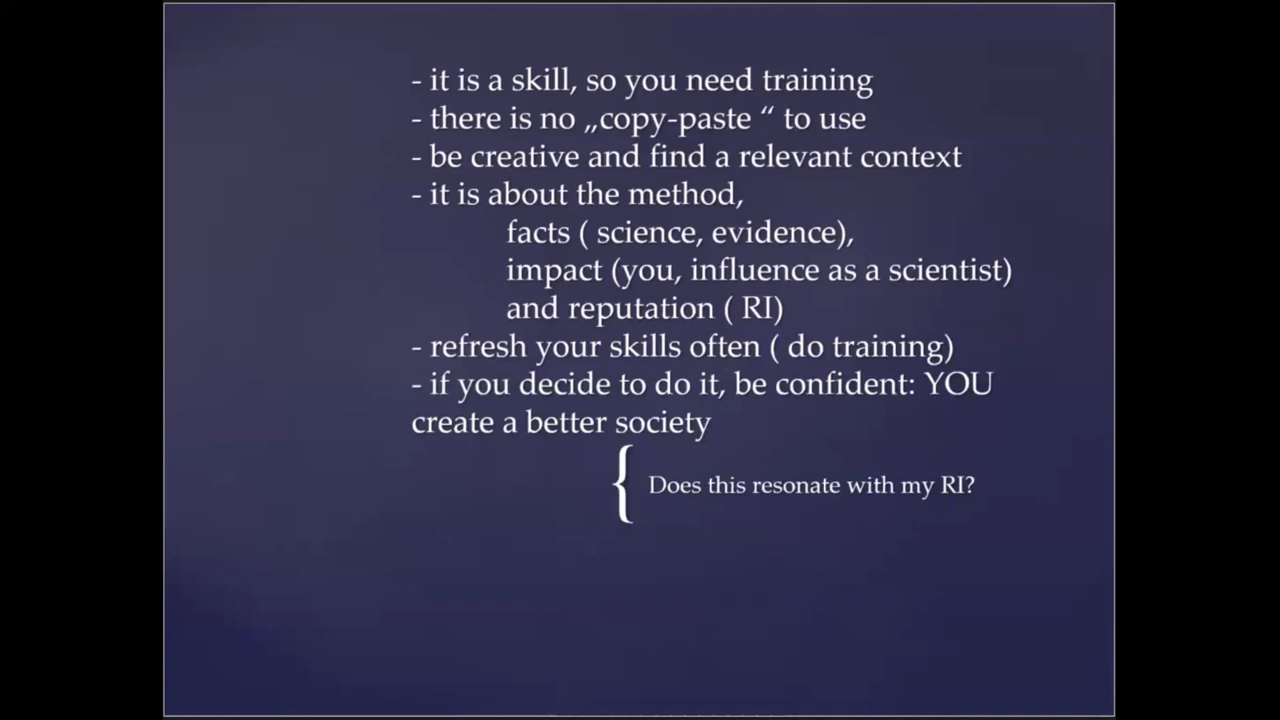 - it is a skill, so you need training
- there is no „copy-paste “ to use
- be creative and find a relevant context
- it is about the method,
facts ( science, evidence),
impact (you, influence as a scientist)
and reputation ( RI)
- refresh your skills often ( do training)
- if you decide to do it, be confident: YOU
create a better society
Does this resonate with my RI?